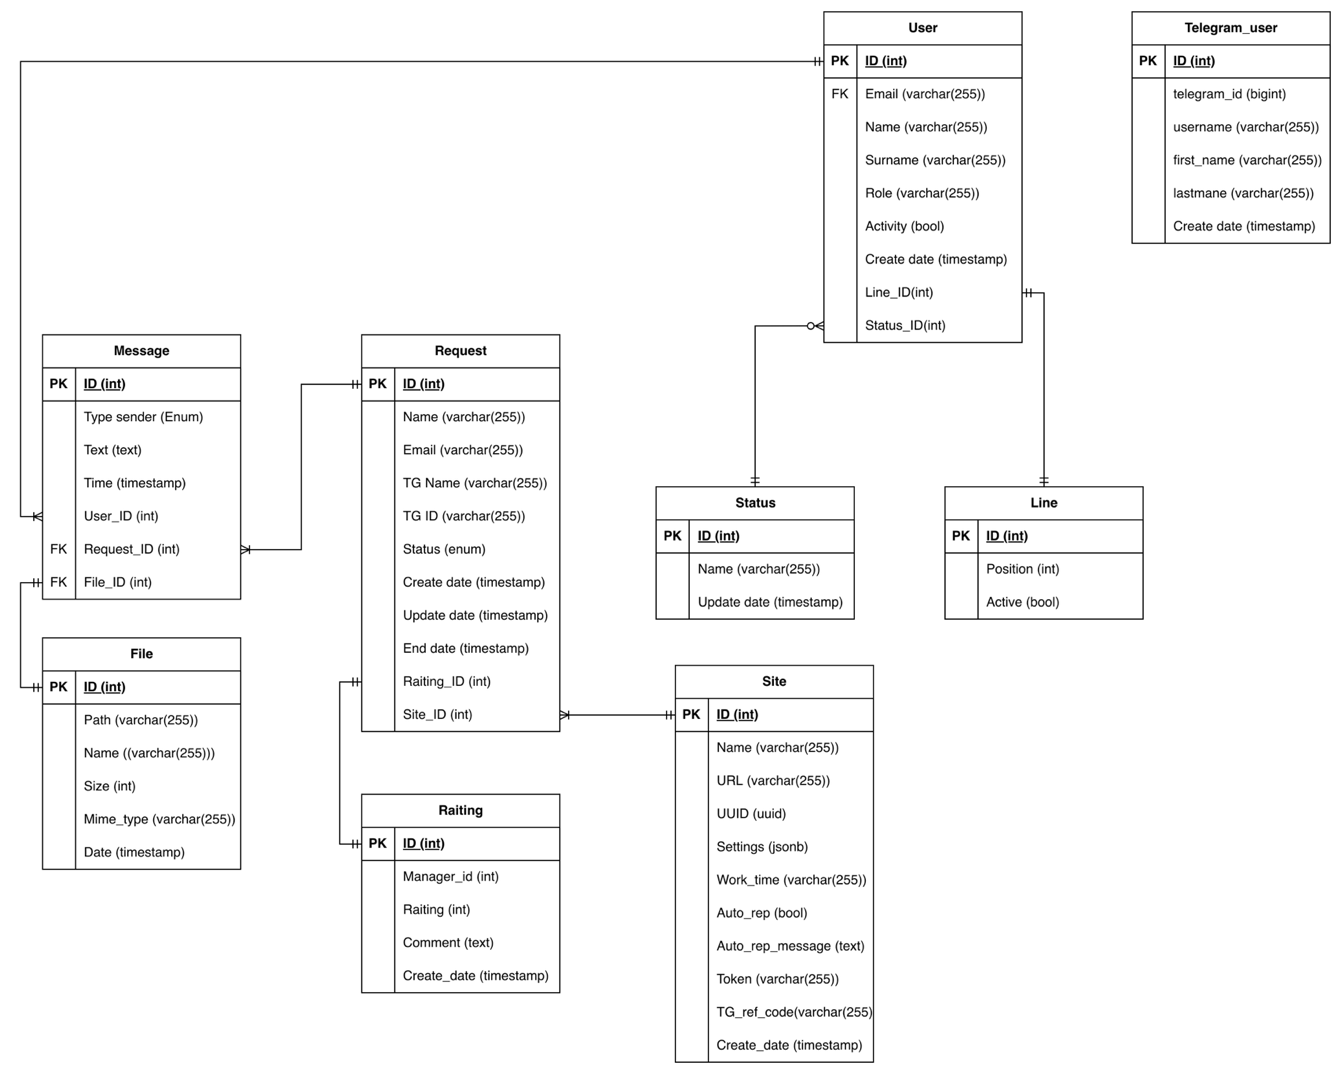 User
PK ID (int)
FK Email (varchar(255))
Name (varchar(255))
Surname (varchar(255))
Role (varchar(255))
Activity (bool)
Create date (timestamp)
Line_ID(int)
Status_ID(int)
Telegram_user
PK ID (int)
telegram_id (bigint)
username (varchar(255))
first_name (varchar(255))
lastmane (varchar(255))
Create date (timestamp)
Message
PK ID (int)
Type sender (Enum)
Text (text)
Time (timestamp)
User_ID (int)
FK Request_ID (int)
FK File_ID (int)
Request
PK ID (int)
Name (varchar(255))
Email (varchar(255))
TG Name (varchar(255))
TG ID (varchar(255))
Status (enum)
Create date (timestamp)
Update date (timestamp)
End date (timestamp)
Raiting_ID (int)
Site_ID (int)
Status
PK ID (int)
Name (varchar(255))
Update date (timestamp)
Line
PK ID (int)
Position (int)
Active (bool)
File
PK ID (int)
Path (varchar(255))
Name ((varchar(255)))
Size (int)
Mime_type (varchar(255))
Date (timestamp)
Raiting
PK ID (int)
Manager_id (int)
Raiting (int)
Comment (text)
Create_date (timestamp)
Site
PK ID (int)
Name (varchar(255))
URL (varchar(255))
UUID (uuid)
Settings (jsonb)
Work_time (varchar(255))
Auto_rep (bool)
Auto_rep_message (text)
Token (varchar(255))
TG_ref_code(varchar(255)
Create_date (timestamp)